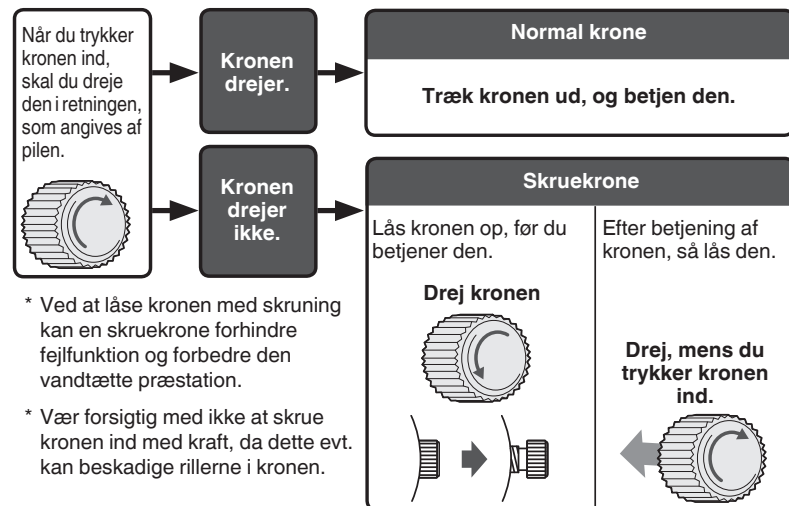 Når du trykker
kronen ind,
skal du dreje
den i retningen,
som angives af
pilen.
Kronen
drejer.
Normal krone
Træk kronen ud, og betjen den.
Kronen
drejer
ikke.
Skruekrone
Lås kronen op, før du
betjener den.
Drej kronen
Efter betjening af
kronen, så lås den.
Drej, mens du
trykker kronen
ind.
* Ved at låse kronen med skruning
kan en skruekrone forhindre
fejlfunktion og forbedre den
vandtætte præstation.
* Vær forsigtig med ikke at skrue
kronen ind med kraft, da dette evt.
kan beskadige rillerne i kronen.